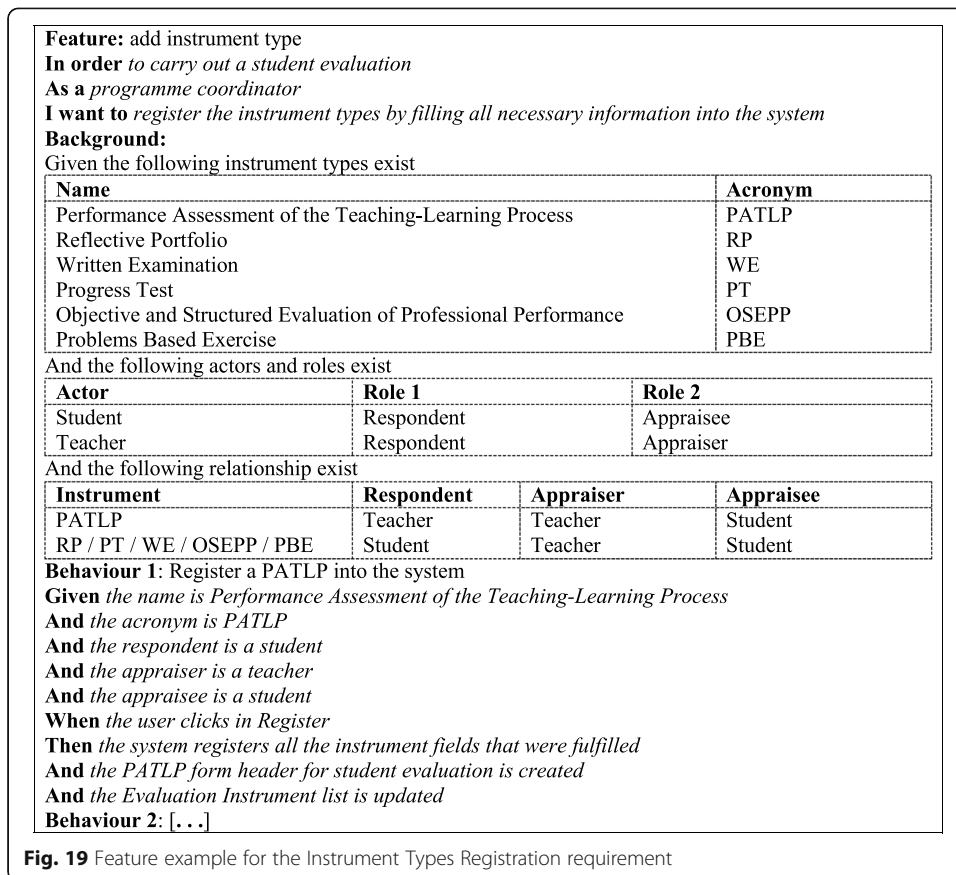 Feature: add instrument type
In order to carry out a student evaluation
As a programme coordinator
I want to register the instrument types by filling all necessary information into the system
Background:
Given the following instrument types exist
Name Acronym
Performance Assessment of the Teaching-Learning Process PATLP
Reflective Portfolio RP
Written Examination WE
Progress Test PT
Objective and Structured Evaluation of Professional Performance OSEPP
Problems Based Exercise PBE
And the following actors and roles exist
Actor Role 1 Role 2
Student Respondent Appraisee
Teacher Respondent Appraiser
And the following relationship exist
Instrument Respondent Appraiser Appraisee
PATLP Teacher Teacher Student
RP / PT / WE / OSEPP / PBE Student Teacher Student
Behaviour 1: Register a PATLP into the system
Given the name is Performance Assessment of the Teaching-Learning Process
And the acronym is PATLP
And the respondent is a student
And the appraiser is a teacher
And the appraisee is a student
When the user clicks in Register
Then the system registers all the instrument fields that were fulfilled
And the PATLP form header for student evaluation is created
And the Evaluation Instrument list is updated
Behaviour 2: [. . .]
Fig. 19 Feature example for the Instrument Types Registration requirement